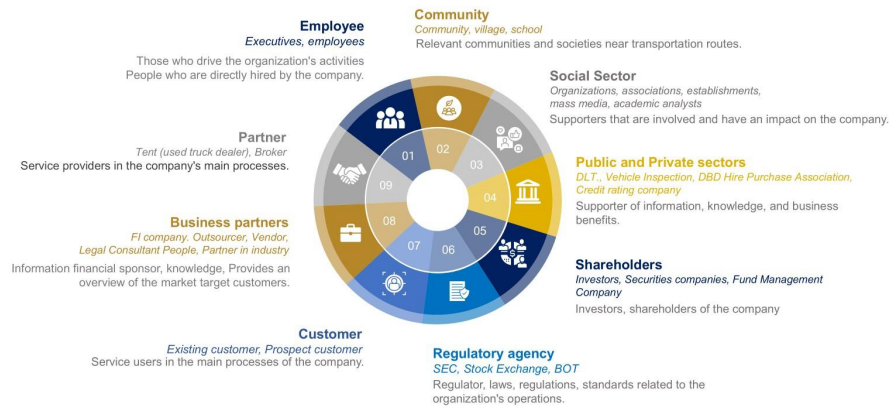 Employee
Executives, employees
Those who drive the organization's activities
People who are directly hired by the company.
Community
Community, village, school
Relevant communities and societies near transportation routes.
Social Sector
Organizations, associations, establishments,
mass media, academic analysts
Supporters that are involved and have an impact on the company.
Public and Private sectors
DLT., Vehicle Inspection, DBD Hire Purchase Association,
Credit rating company
Supporter of information, knowledge, and business
benefits.
Shareholders
Investors, Securities companies, Fund Management
Company
Investors, shareholders of the company
Regulatory agency
SEC, Stock Exchange, BOT
Regulator, laws, regulations, standards related to the
organization's operations.
Customer
Existing customer, Prospect customer
Service users in the main processes of the company.
Business partners
FI company. Outsourcer, Vendor,
Legal Consultant People, Partner in industry
Information financial sponsor, knowledge, Provides an
overview of the market target customers.
Partner
Tent (used truck dealer), Broker
Service providers in the company's main processes.
01
02
03
04
05
06
07
08
09
$